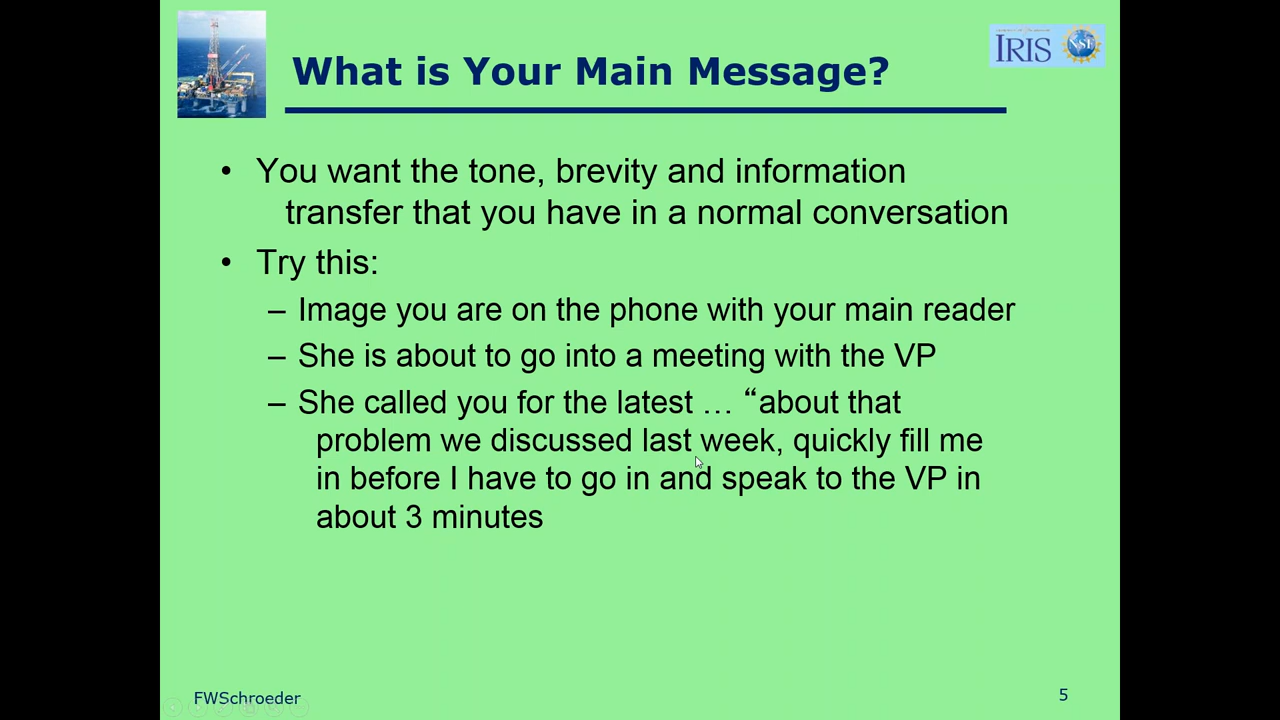 What is Your Main Message?
IRIS
NSF
• You want the tone, brevity and information
transfer that you have in a normal conversation
• Try this:
– Image you are on the phone with your main reader
– She is about to go into a meeting with the VP
– She called you for the latest … “about that
problem we discussed last week, quickly fill me
in before I have to go in and speak to the VP in
about 3 minutes
FWSchroeder
5